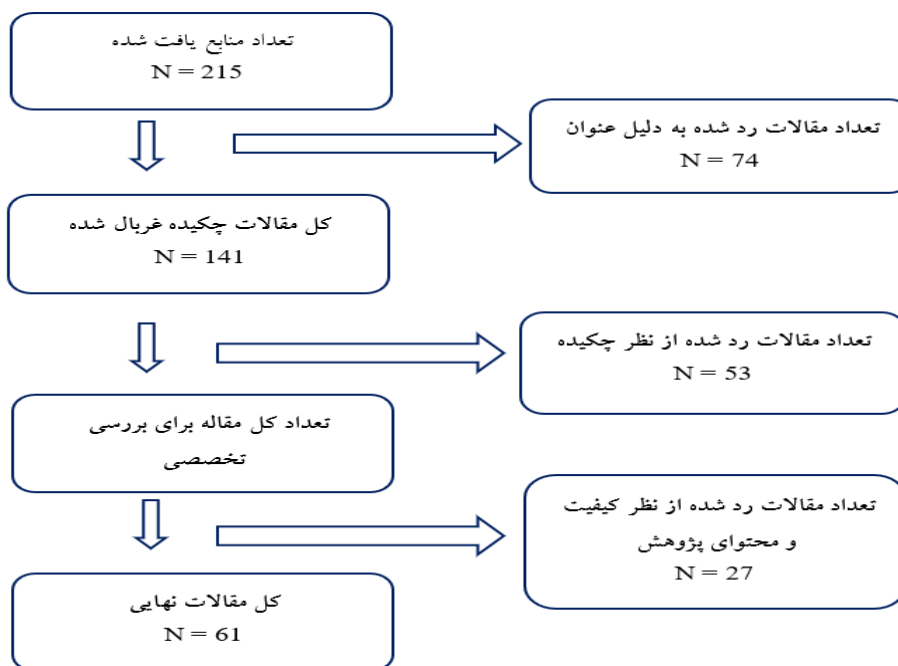 تعداد منابع یافت شده
N = 215
تعداد مقالات رد شده به دلیل عنوان
N = 74
کل مقالات چکیده غربال شده
N = 141
تعداد مقالات رد شده از نظر چکیده
N = 53
تعداد کل مقاله برای بررسی
تخصصی
تعداد مقالات رد شده از نظر کیفیت
و محتوای پژوهش
N = 27
کل مقالات نهایی
N = 61